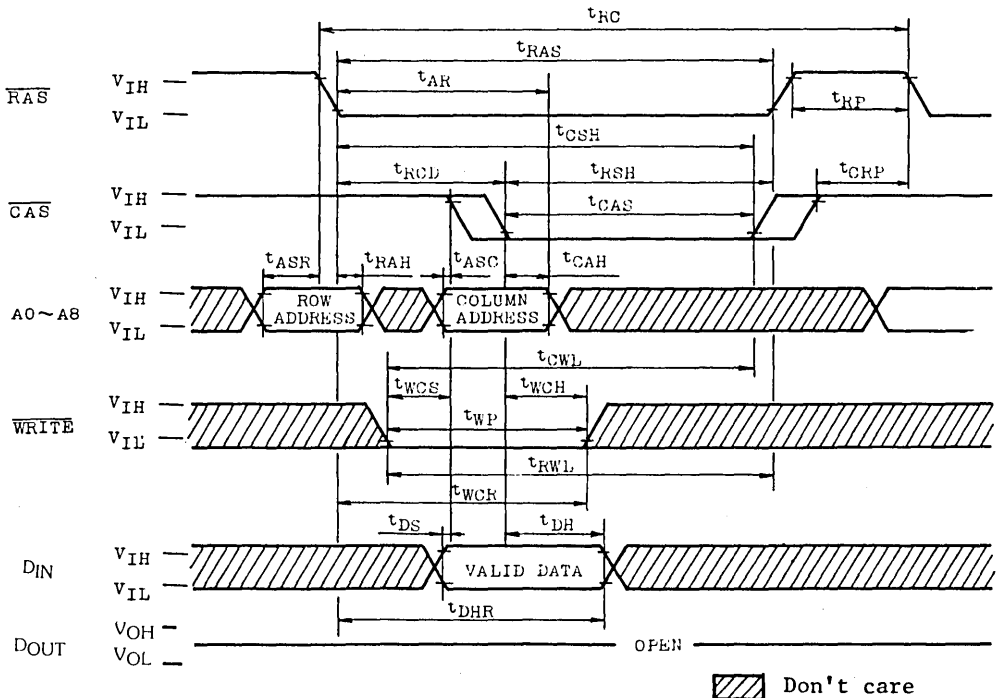 tRC
tRAS
tAR
RAS
VIH
VIL
tRP
tCSH
tRCD
tRSH
tCRP
CAS
VIH
VIL
tCAS
tASR
tRAH
tASC
tCAH
A0~A8
VIH
VIL
ROW
ADDRESS
COLUMN
ADDRESS
tCWL
tWCS
tWCH
WRITE
VIH
VIL
tWP
tRWL
tWCR
tDS
tDH
DIN
VIH
VIL
VALID DATA
tDHR
DOUT
VOH
VOL
OPEN
Don't care